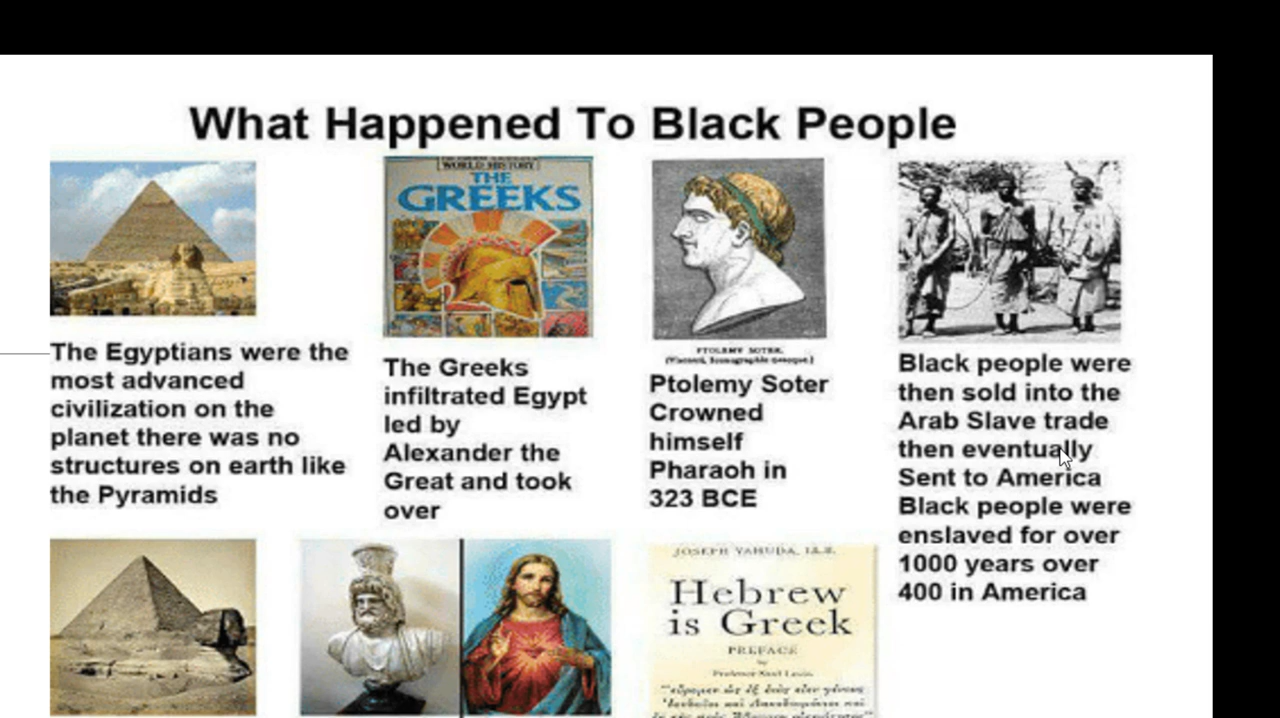 What Happened To Black People
WORLD HISTORY
THE
GREEKS
PTOLEMY SOTER.
The Egyptians were the
most advanced
civilization on the
planet there was no
structures on earth like
the Pyramids
The Greeks
infiltrated Egypt
led by
Alexander the
Great and took
over
Ptolemy Soter
Crowned
himself
Pharaoh in
323 BCE
Black people were
then sold into the
Arab Slave trade
then eventually
Sent to America
Black people were
enslaved for over
1000 years over
400 in America
JOSEPH YAHUDA, LL.B.
Hebrew
is Greek
PREFACE
by
Professor Saul Levin